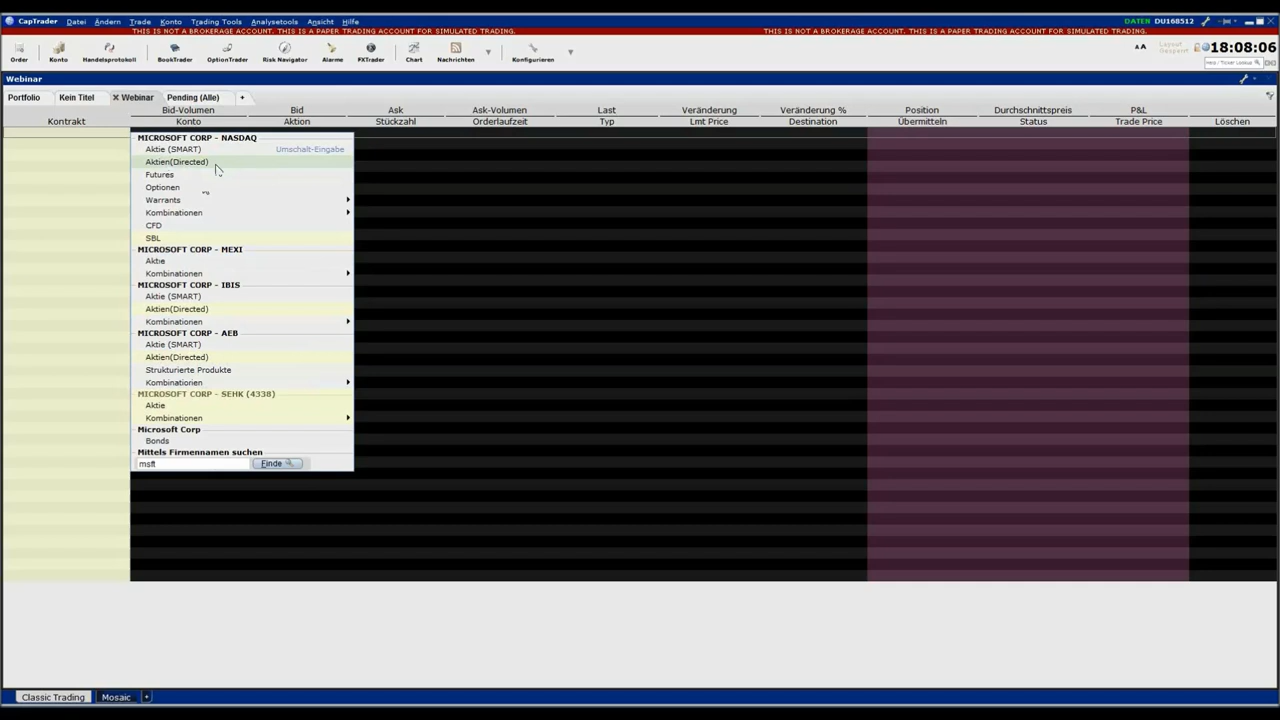 CapTrader Datei Ändern Trade Konto Trading Tools Analysetools Ansicht Hilfe DATEN DU168512
THIS IS NOT A BROKERAGE ACCOUNT. THIS IS A PAPER TRADING ACCOUNT FOR SIMULATED TRADING. THIS IS NOT A BROKERAGE ACCOUNT. THIS IS A PAPER TRADING ACCOUNT FOR SIMULATED TRADING.
Order Konto Handelsprotokoll BookTrader OptionTrader Risk Navigator Alarme FXTrader Chart Nachrichten Konfigurieren AA Layout Gesperrt 18:08:06
Help / Ticker Lookup
Webinar
Portfolio Kein Titel Webinar Pending (Alle) +
Bid-Volumen Bid Ask Ask-Volumen Last Veränderung Veränderung % Position Durchschnittspreis P&L
Kontrakt Konto Aktion Stückzahl Orderlaufzeit Typ Lmt Price Destination Übermitteln Status Trade Price Löschen
MICROSOFT CORP - NASDAQ
Aktie (SMART) Umschalt-Eingabe
Aktien(Directed)
Futures
Optionen
Warrants
Kombinationen
CFD
SBL
MICROSOFT CORP - MEXI
Aktie
Kombinationen
MICROSOFT CORP - IBIS
Aktie (SMART)
Aktien(Directed)
Kombinationen
MICROSOFT CORP - AEB
Aktie (SMART)
Aktien(Directed)
Strukturierte Produkte
Kombinationen
MICROSOFT CORP - SEHK (4338)
Aktie
Kombinationen
Microsoft Corp
Bonds
Mittels Firmennamen suchen
msft Finde
Classic Trading Mosaic +